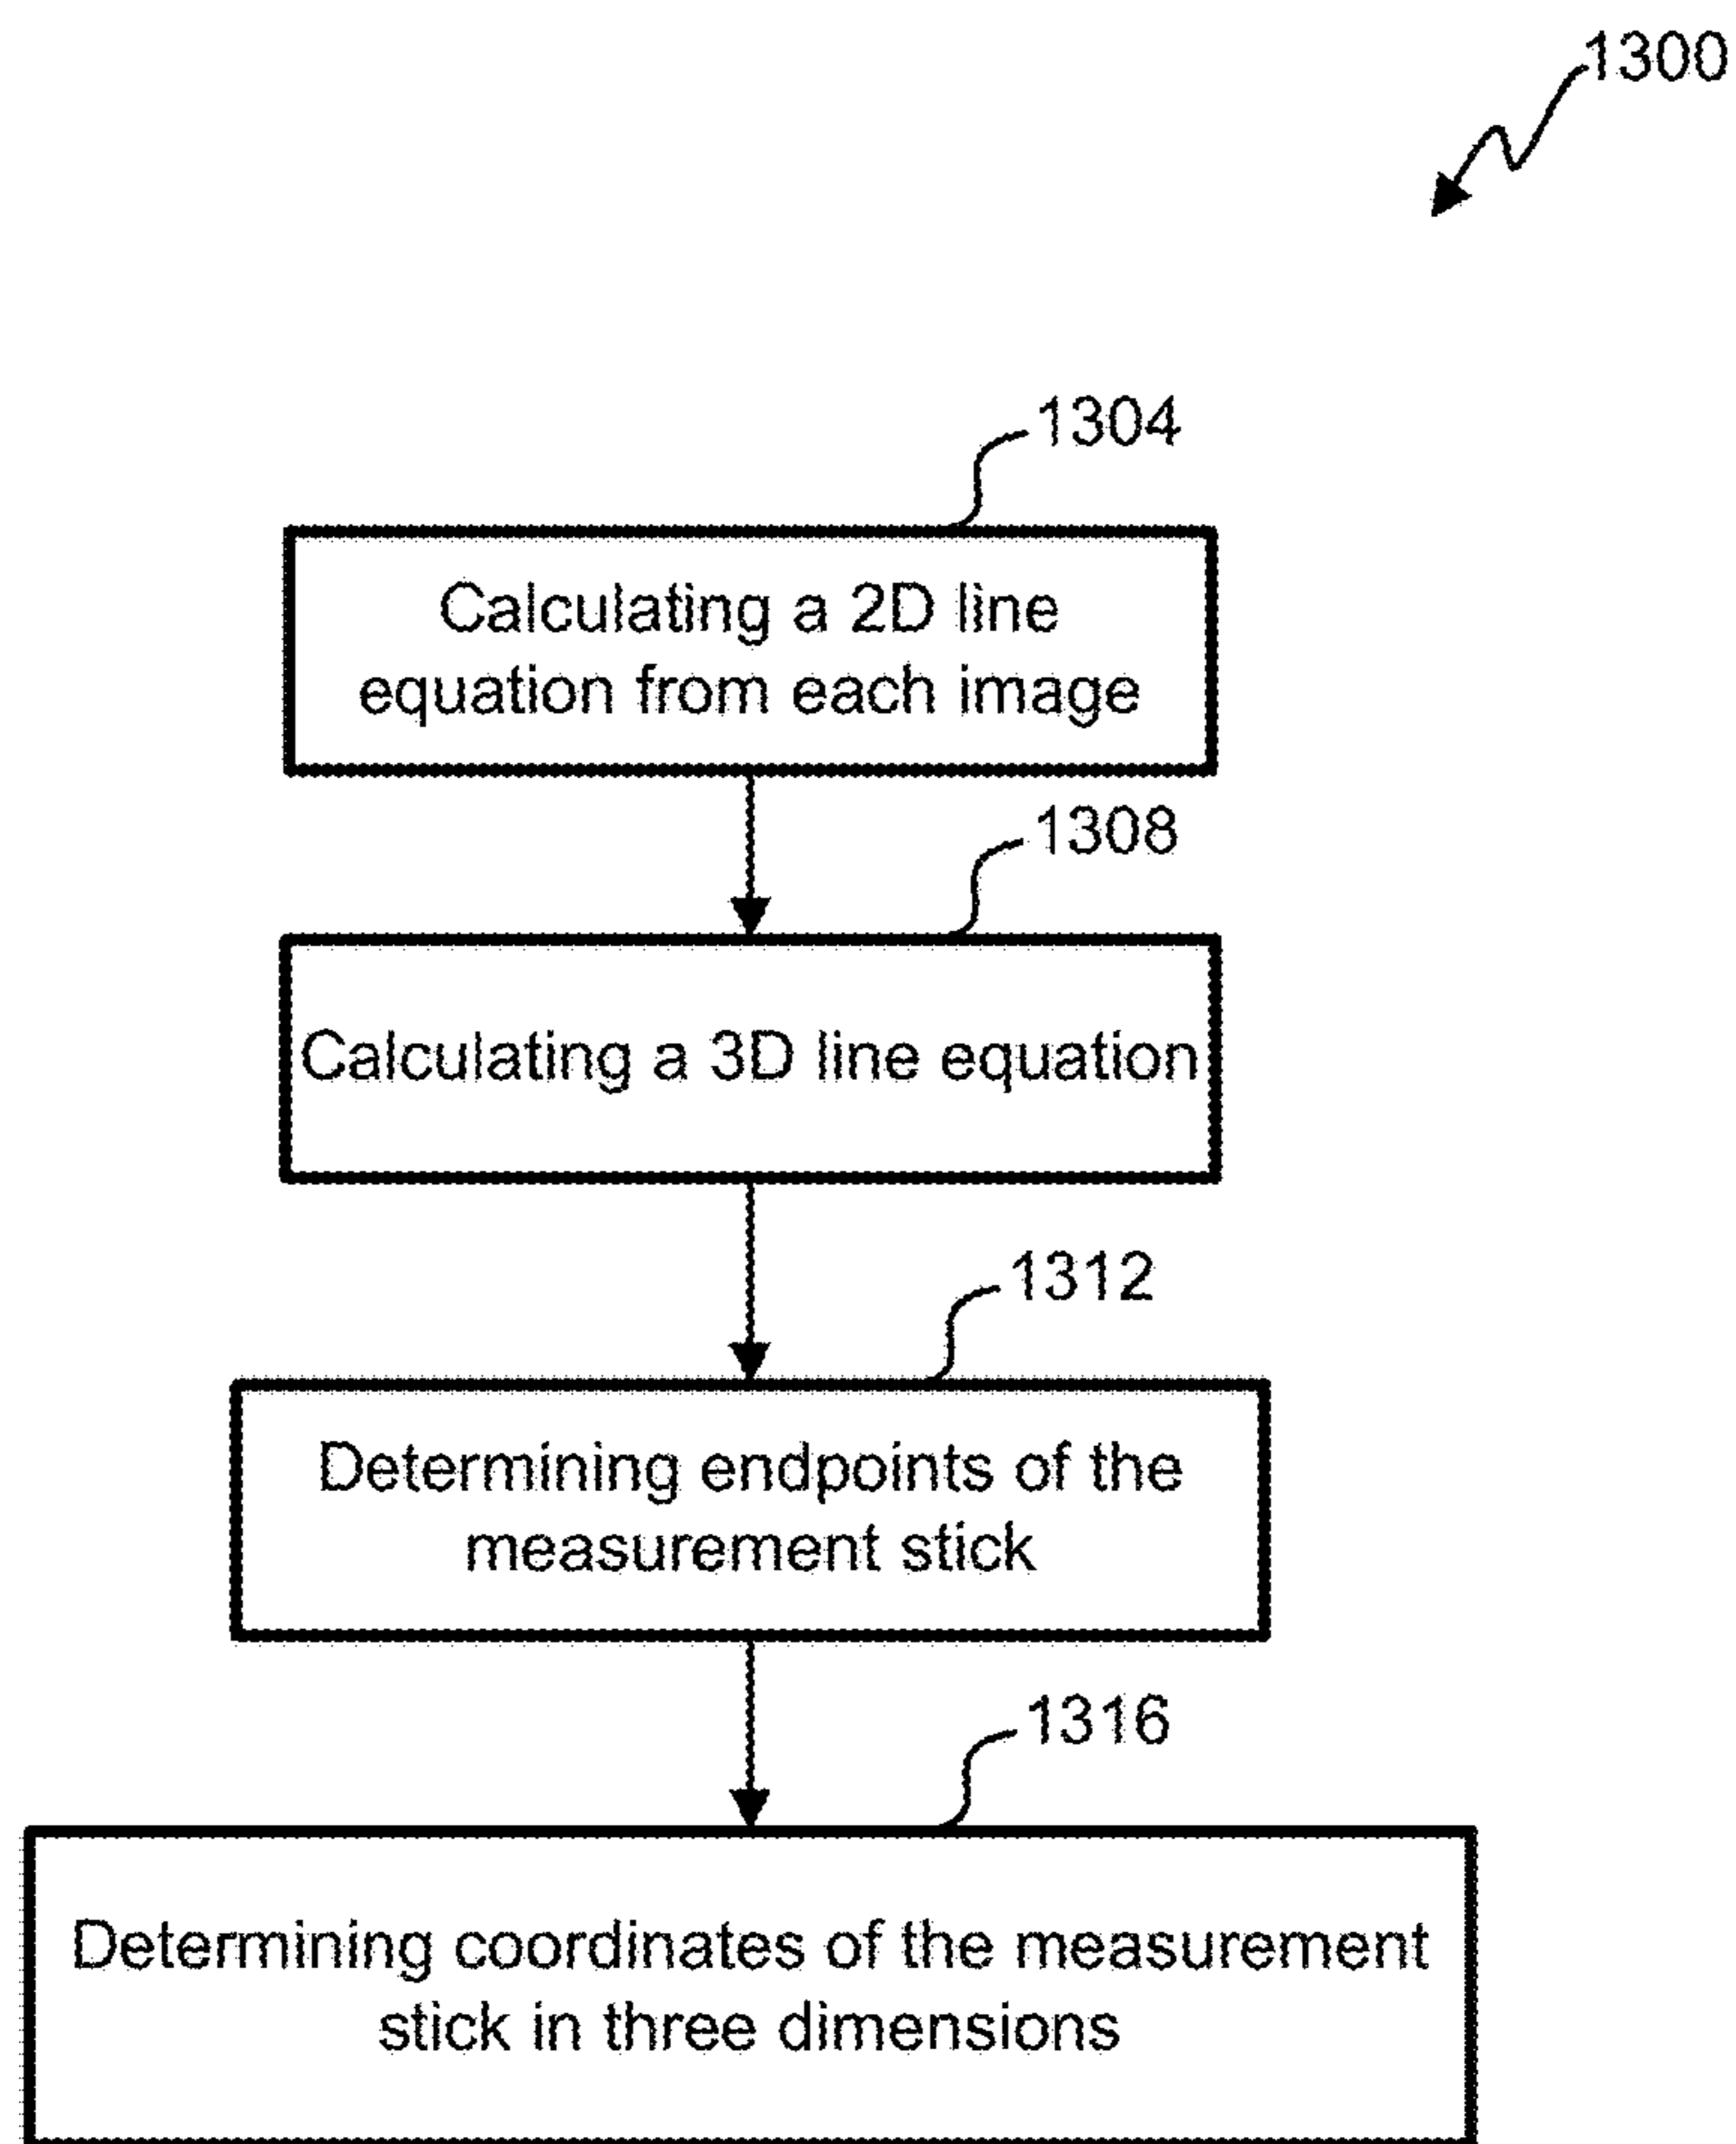 1300
1304
Calculating a 2D line
equation from each image
1308
Calculating a 3D line equation
1312
Determining endpoints of the
measurement stick
1316
Determining coordinates of the measurement
stick in three dimensions